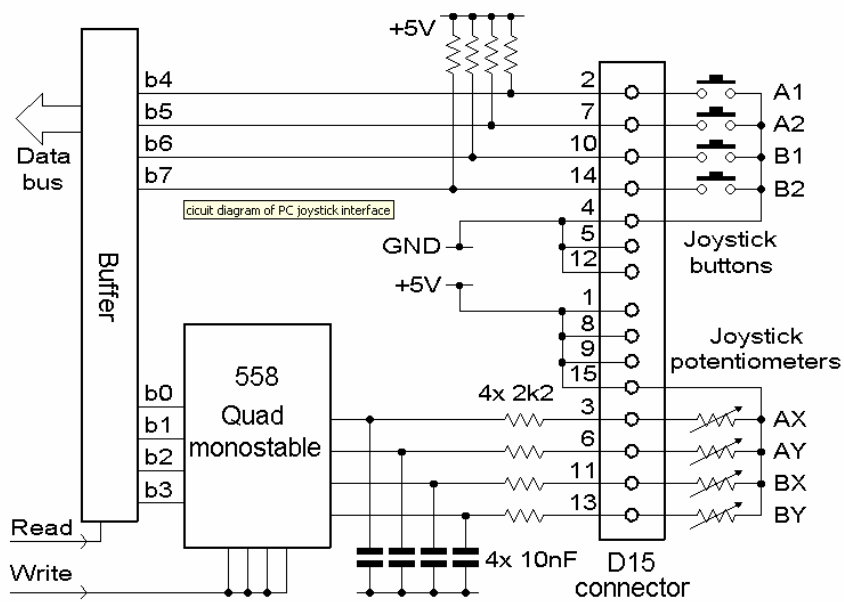 +5V
b4
2
A1
b5
7
A2
Data
bus
b6
10
B1
b7
14
B2
cicuit diagram of PC joystick interface
4
GND
5
12
Joystick
buttons
Buffer
+5V
1
8
9
15
Joystick
potentiometers
558
Quad
monostable
b0
b1
b2
b3
4x 2k2
3
AX
6
AY
11
BX
13
BY
Read
Write
4x 10nF
D15
connector